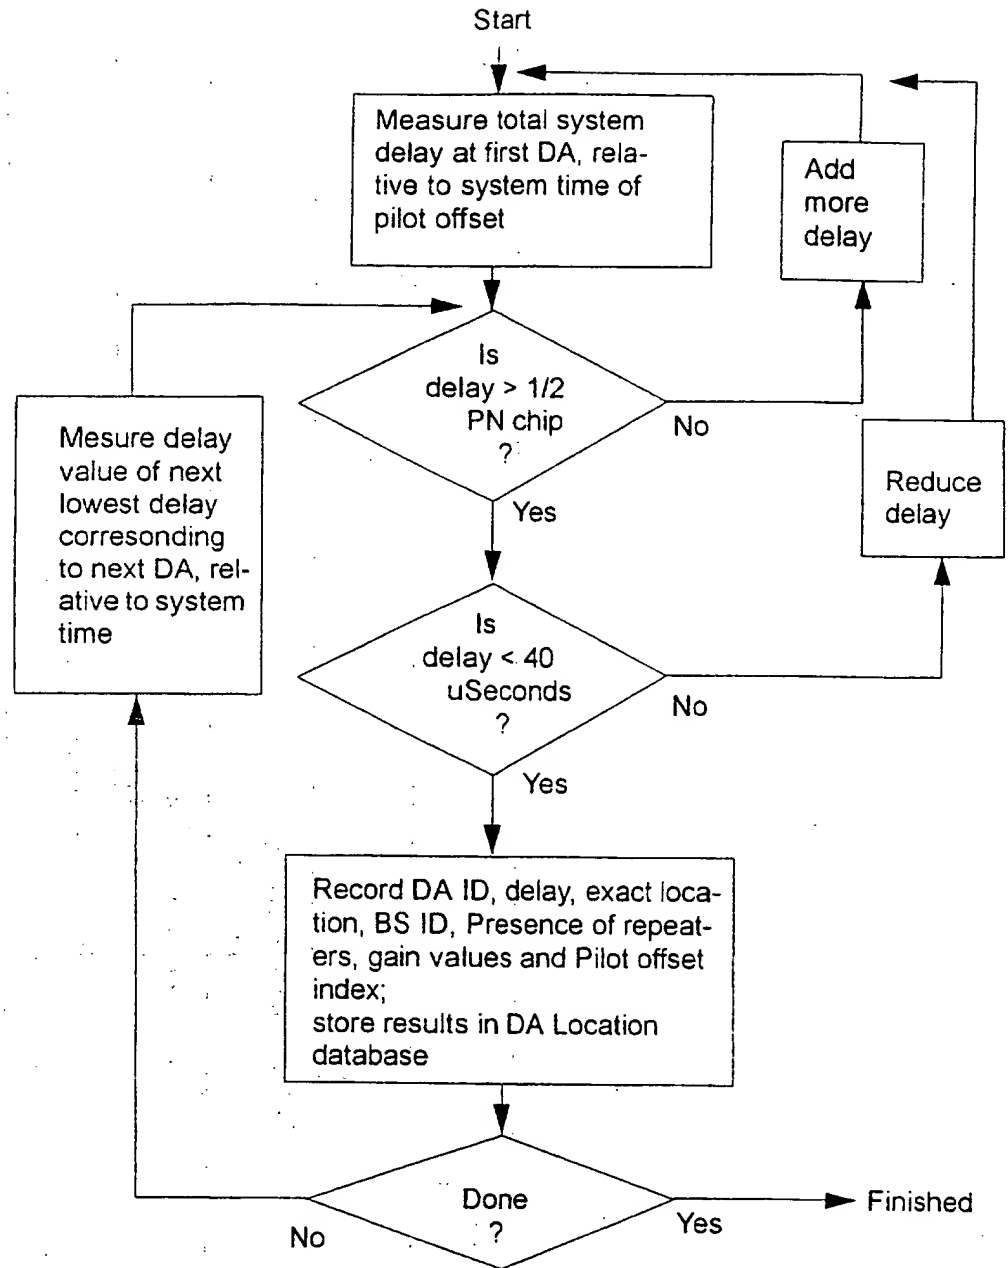 Start
Measure total system
delay at first DA, rela-
tive to system time of
pilot offset
Add
more
delay
Is
delay > 1/2
PN chip
?
No
Yes
Mesure delay
value of next
lowest delay
corresonding
to next DA, rel-
ative to system
time
Reduce
delay
Is
delay < 40
uSeconds
?
No
Yes
Record DA ID, delay, exact loca-
tion, BS ID, Presence of repeat-
ers, gain values and Pilot offset
index;
store results in DA Location
database
Done
?
No
Yes
Finished